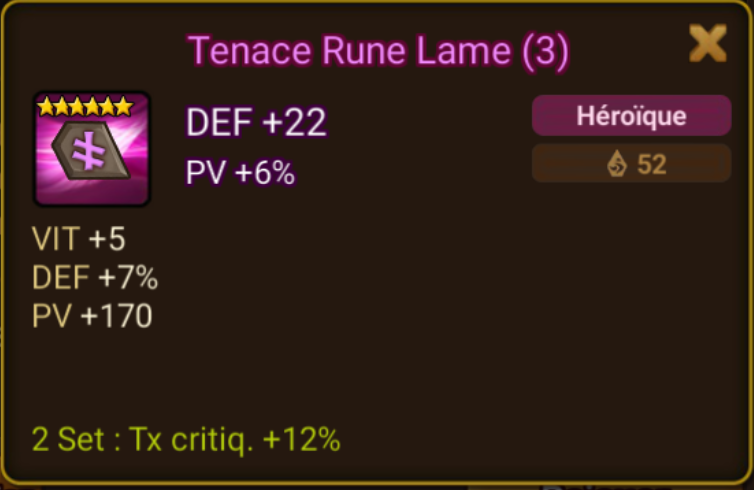 Tenace Rune Lame (3)
DEF +22
Héroïque
PV +6%
52
VIT +5
DEF +7%
PV +170
2 Set : Tx critiq. +12%